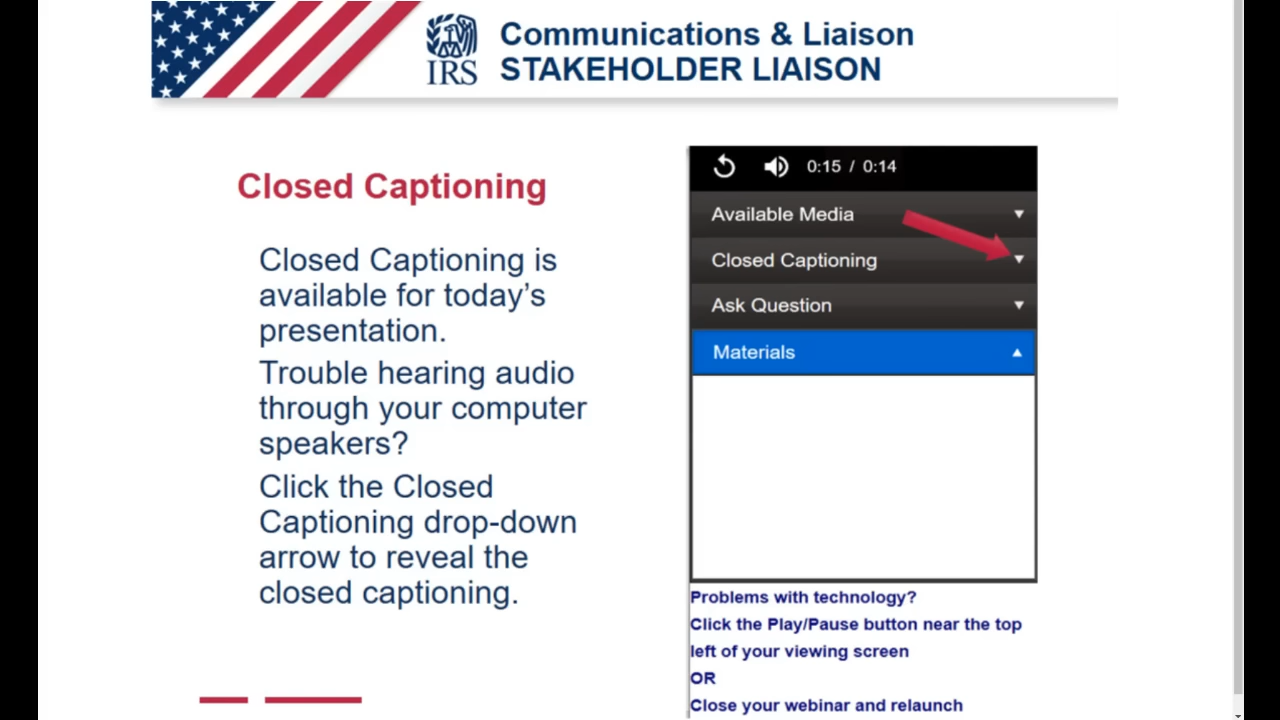 IRS
Communications & Liaison
STAKEHOLDER LIAISON
Closed Captioning
Closed Captioning is
available for today’s
presentation.
Trouble hearing audio
through your computer
speakers?
Click the Closed
Captioning drop-down
arrow to reveal the
closed captioning.
0:15 / 0:14
Available Media
Closed Captioning
Ask Question
Materials
Problems with technology?
Click the Play/Pause button near the top
left of your viewing screen
OR
Close your webinar and relaunch